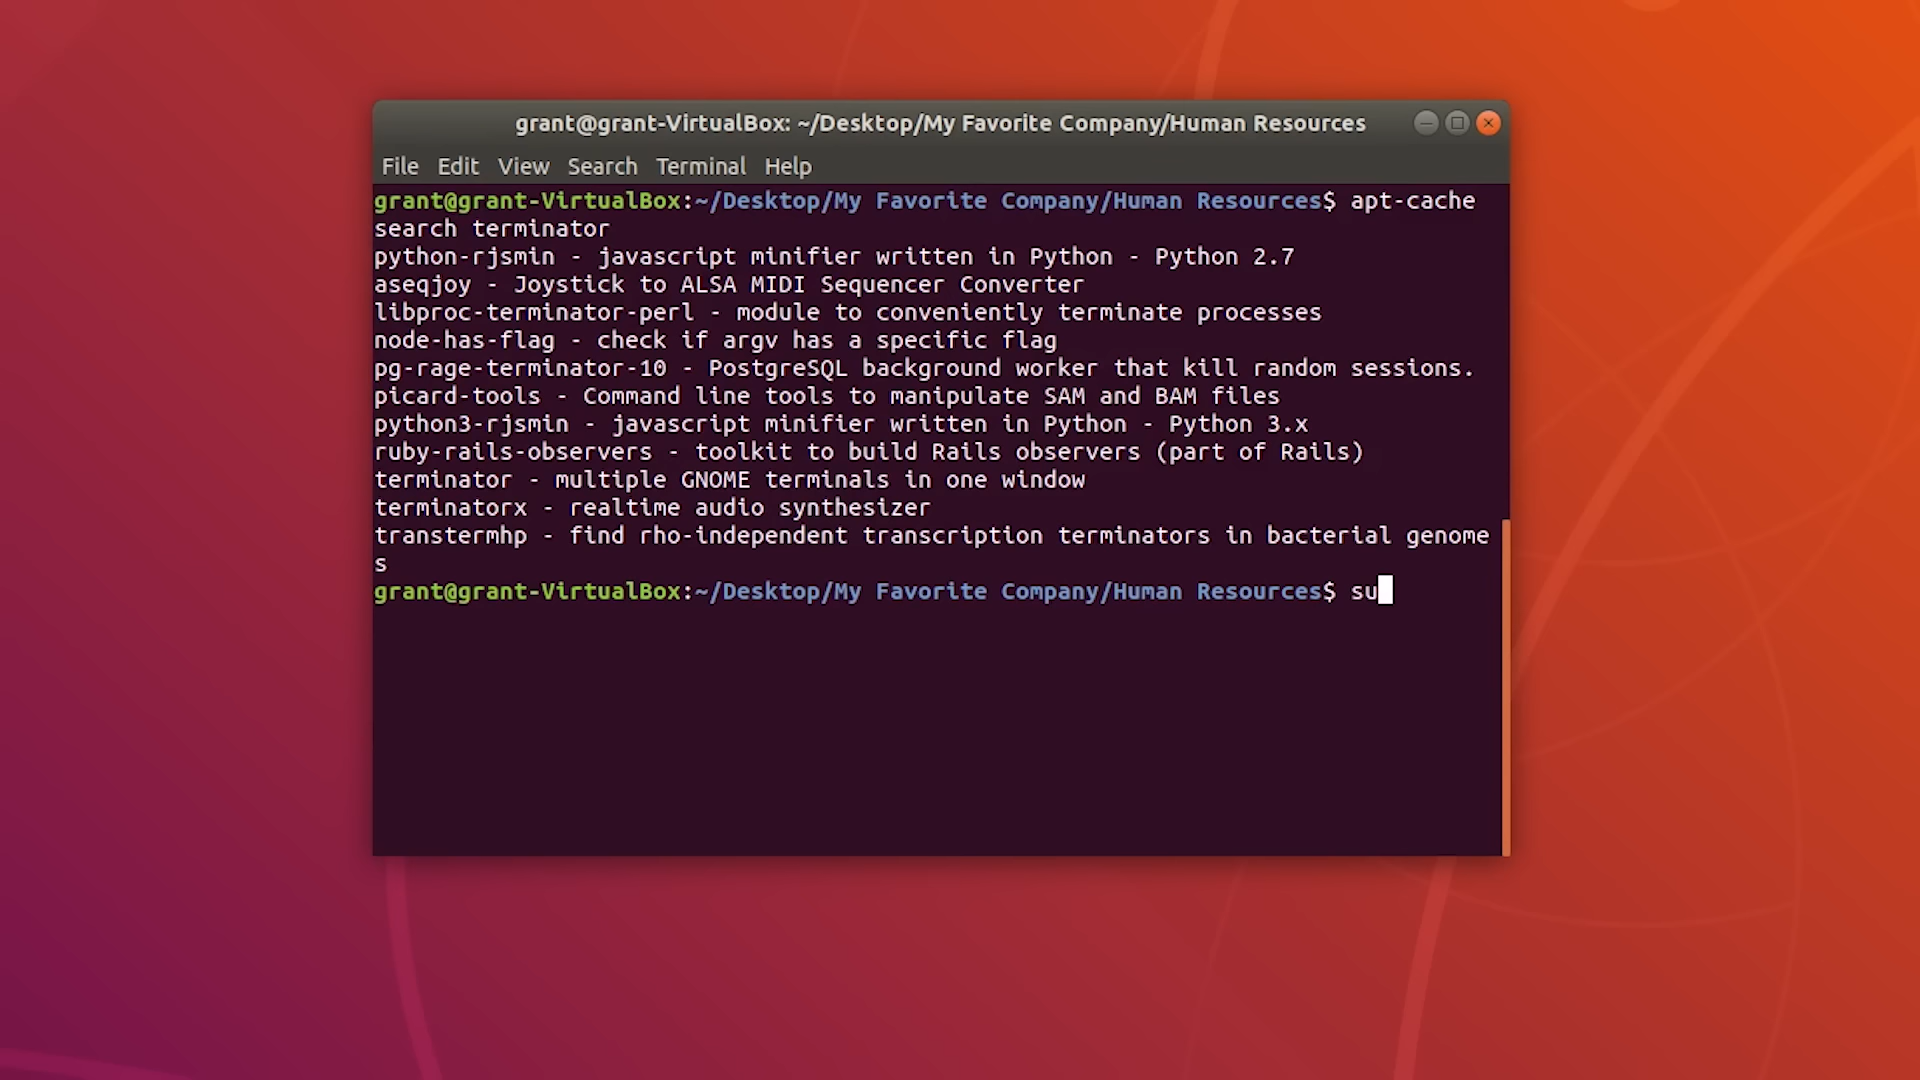 grant@grant-VirtualBox: ~/Desktop/My Favorite Company/Human Resources
File Edit View Search Terminal Help
grant@grant-VirtualBox:~/Desktop/My Favorite Company/Human Resources$ apt-cache
search terminator
python-rjsmin - javascript minifier written in Python - Python 2.7
aseqjoy - Joystick to ALSA MIDI Sequencer Converter
libproc-terminator-perl - module to conveniently terminate processes
node-has-flag - check if argv has a specific flag
pg-rage-terminator-10 - PostgreSQL background worker that kill random sessions.
picard-tools - Command line tools to manipulate SAM and BAM files
python3-rjsmin - javascript minifier written in Python - Python 3.x
ruby-rails-observers - toolkit to build Rails observers (part of Rails)
terminator - multiple GNOME terminals in one window
terminatorx - realtime audio synthesizer
transtermhp - find rho-independent transcription terminators in bacterial genome
s
grant@grant-VirtualBox:~/Desktop/My Favorite Company/Human Resources$ su